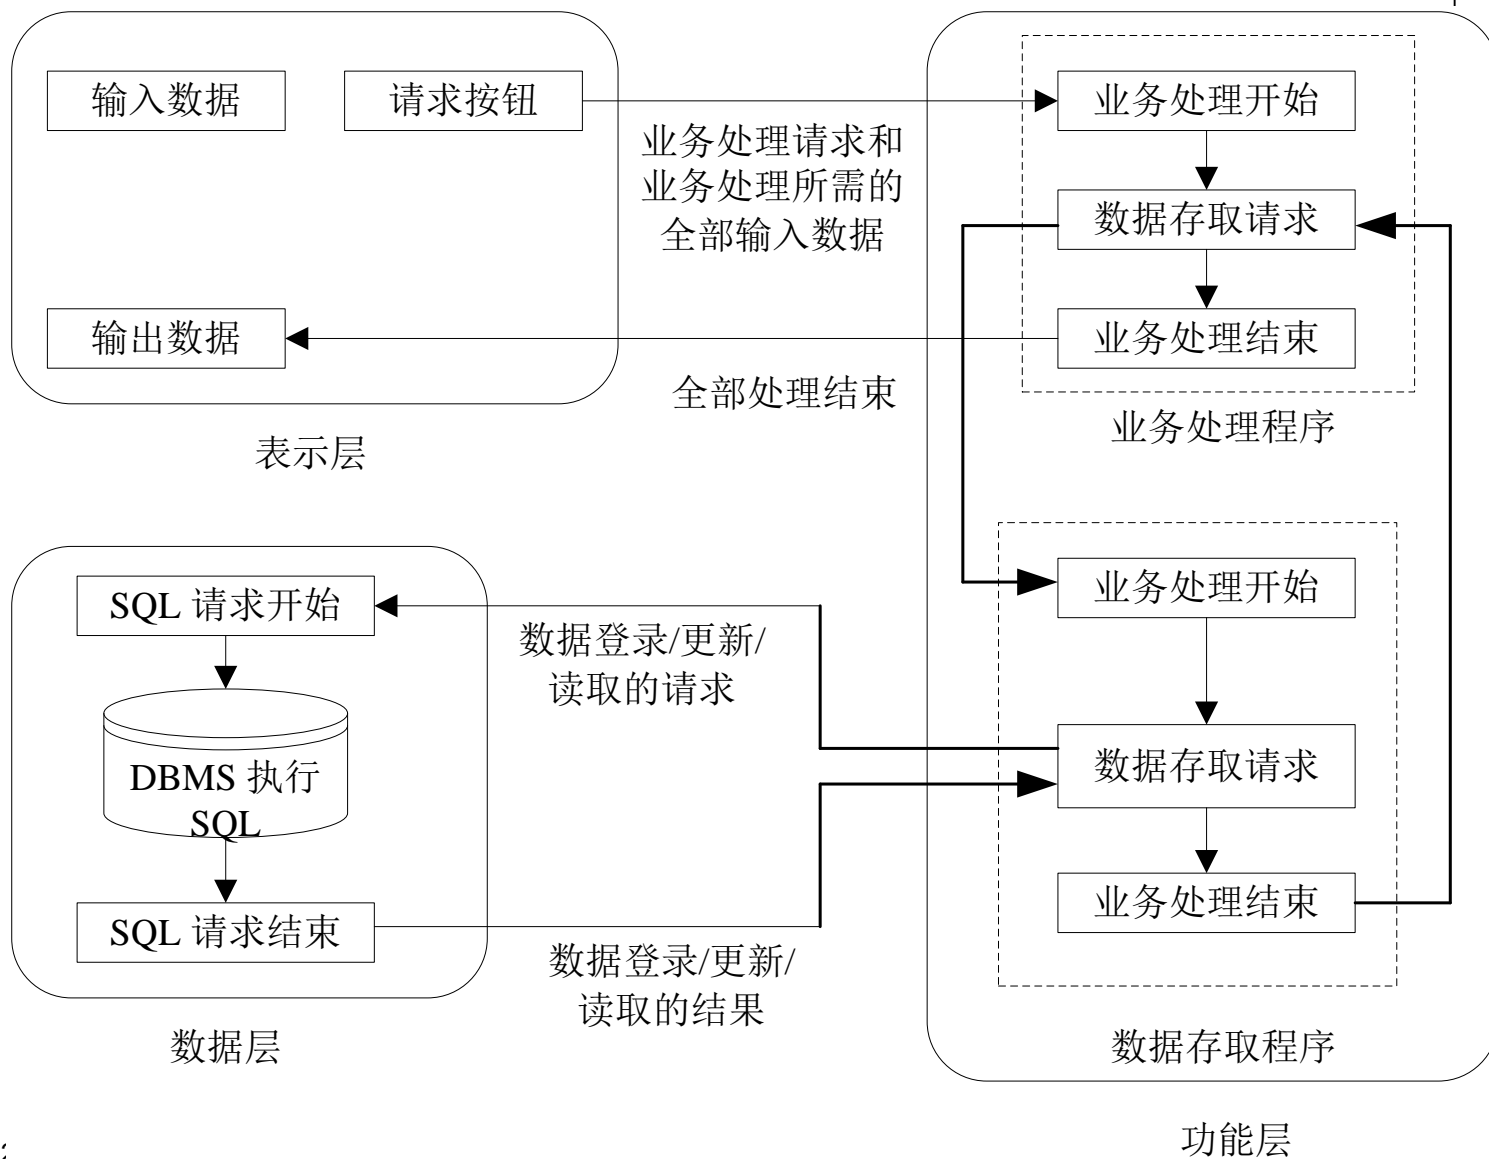 输入数据
请求按钮
业务处理请求和
业务处理所需的
全部输入数据
业务处理开始
数据存取请求
业务处理结束
输出数据
全部处理结束
业务处理程序
表示层
SQL 请求开始
DBMS 执行
SQL
SQL 请求结束
数据层
数据登录/更新/
读取的请求
数据登录/更新/
读取的结果
业务处理开始
数据存取请求
业务处理结束
数据存取程序
功能层